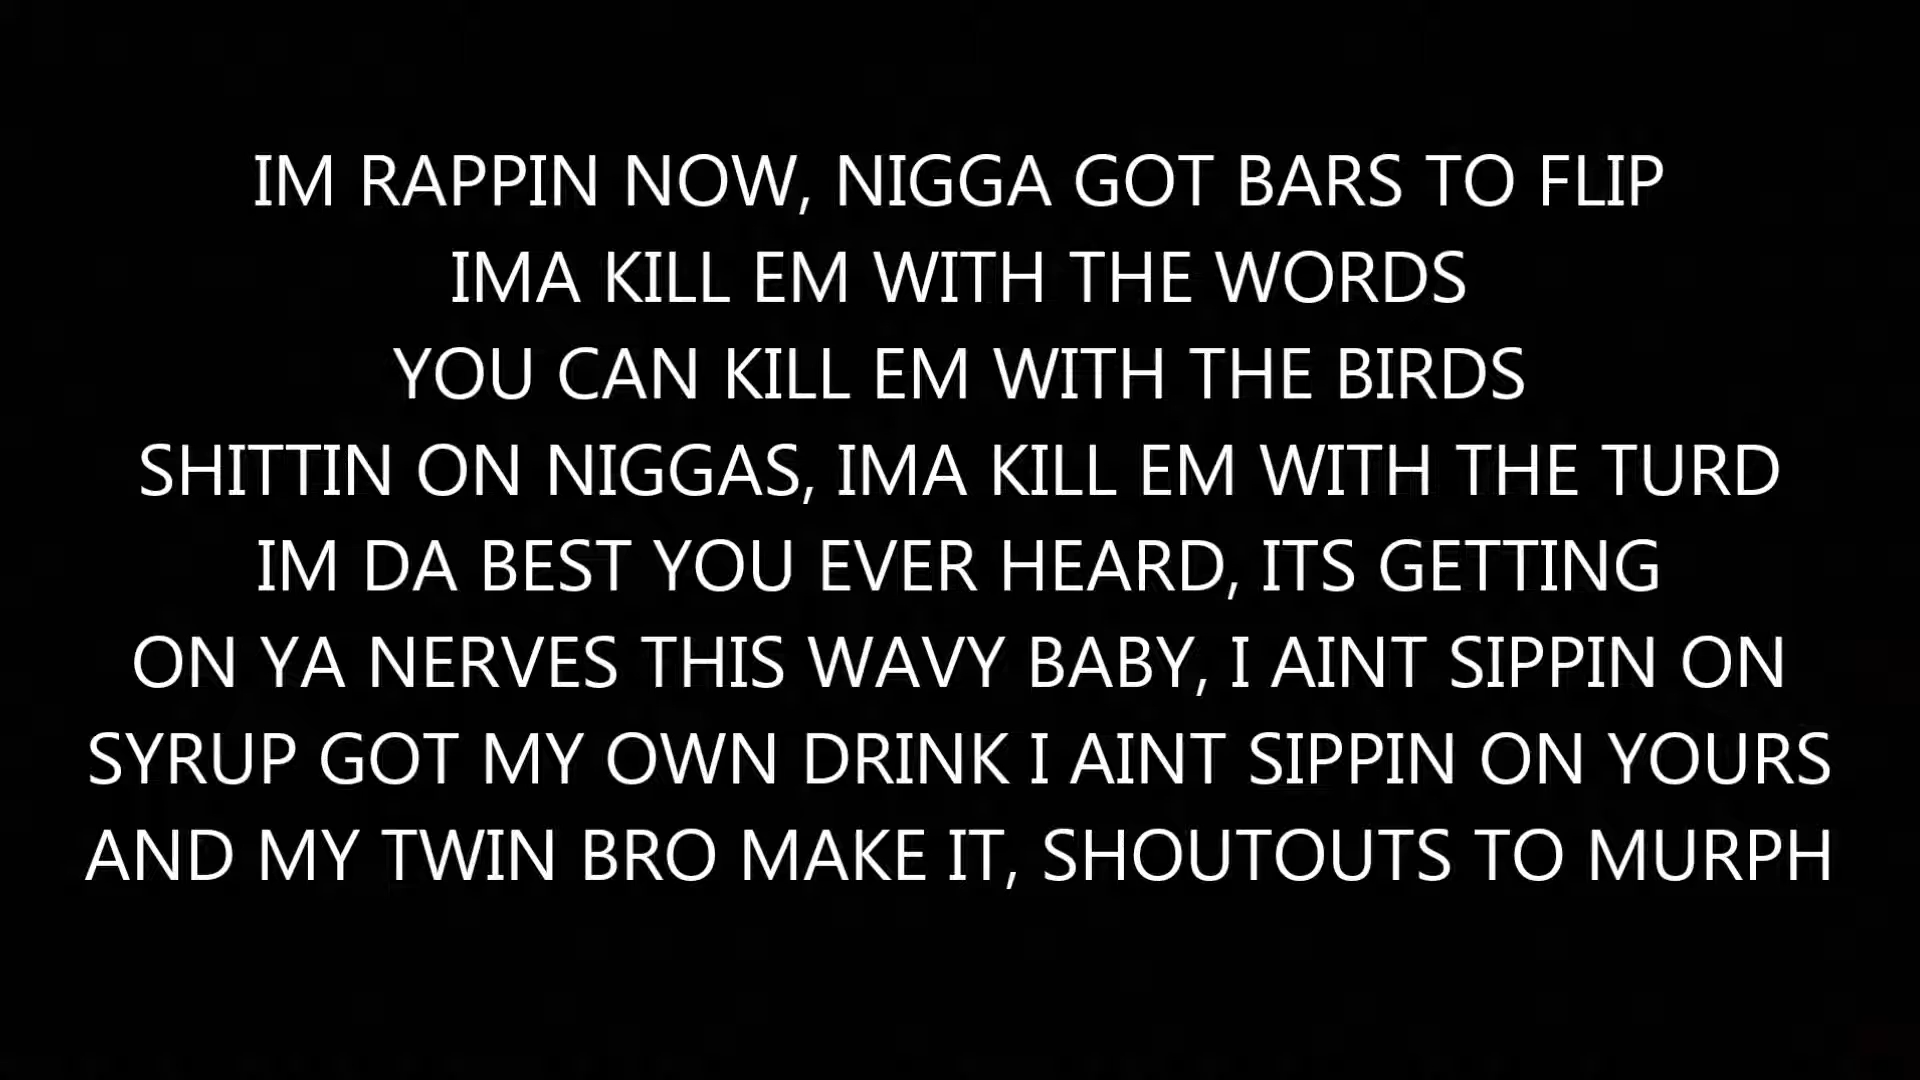 IM RAPPIN NOW, NIGGA GOT BARS TO FLIP
IMA KILL EM WITH THE WORDS
YOU CAN KILL EM WITH THE BIRDS
SHITTIN ON NIGGAS, IMA KILL EM WITH THE TURD
IM DA BEST YOU EVER HEARD, ITS GETTING
ON YA NERVES THIS WAVY BABY, I AINT SIPPIN ON
SYRUP GOT MY OWN DRINK I AINT SIPPIN ON YOURS
AND MY TWIN BRO MAKE IT, SHOUTOUTS TO MURPH